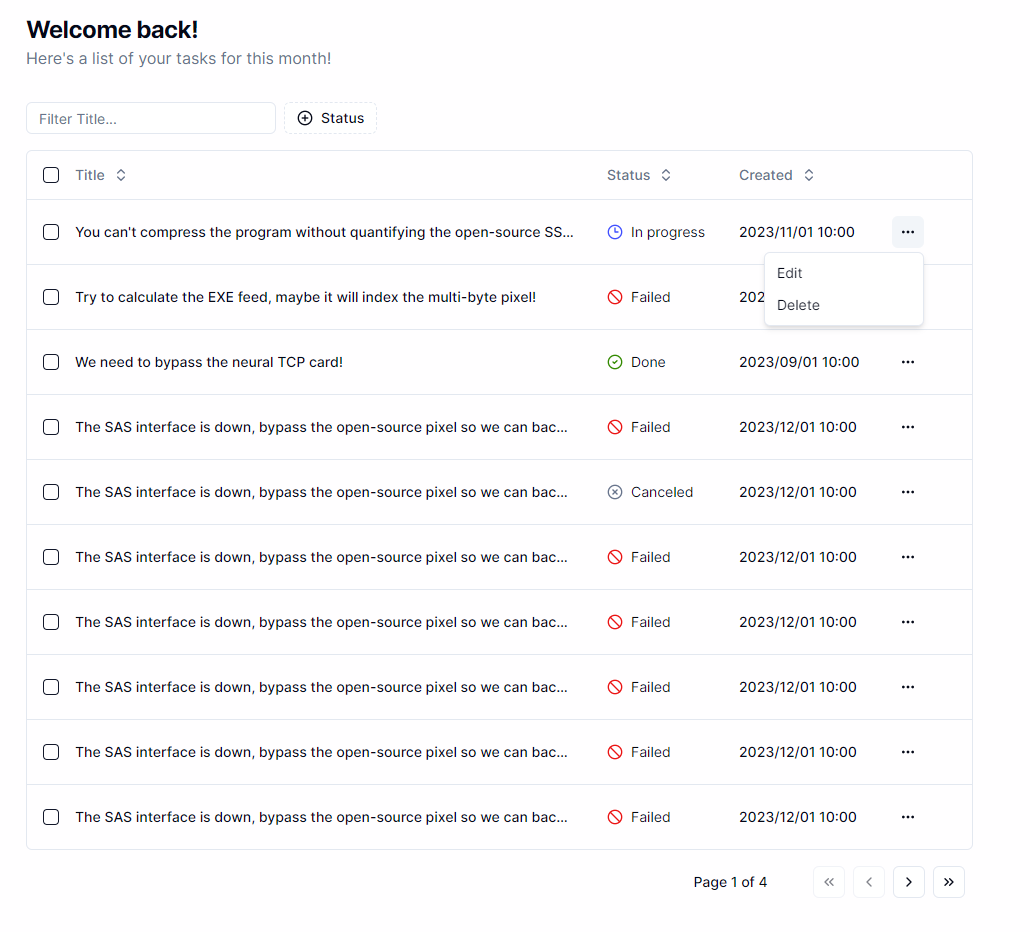 Welcome back!
Here's a list of your tasks for this month!
Filter Title...
Status
Title Status Created
You can't compress the program without quantifying the open-source SS... In progress 2023/11/01 10:00
Edit
Try to calculate the EXE feed, maybe it will index the multi-byte pixel! Failed 202
Delete
We need to bypass the neural TCP card! Done 2023/09/01 10:00
The SAS interface is down, bypass the open-source pixel so we can bac... Failed 2023/12/01 10:00
The SAS interface is down, bypass the open-source pixel so we can bac... Canceled 2023/12/01 10:00
The SAS interface is down, bypass the open-source pixel so we can bac... Failed 2023/12/01 10:00
The SAS interface is down, bypass the open-source pixel so we can bac... Failed 2023/12/01 10:00
The SAS interface is down, bypass the open-source pixel so we can bac... Failed 2023/12/01 10:00
The SAS interface is down, bypass the open-source pixel so we can bac... Failed 2023/12/01 10:00
The SAS interface is down, bypass the open-source pixel so we can bac... Failed 2023/12/01 10:00
Page 1 of 4